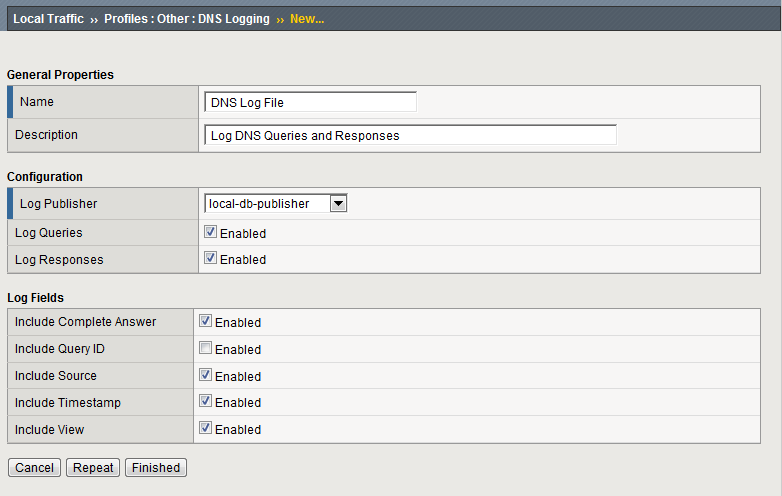 Local Traffic ›› Profiles : Other : DNS Logging ›› New...
General Properties
Name DNS Log File
Description Log DNS Queries and Responses
Configuration
Log Publisher local-db-publisher
Log Queries Enabled
Log Responses Enabled
Log Fields
Include Complete Answer Enabled
Include Query ID Enabled
Include Source Enabled
Include Timestamp Enabled
Include View Enabled
Cancel Repeat Finished